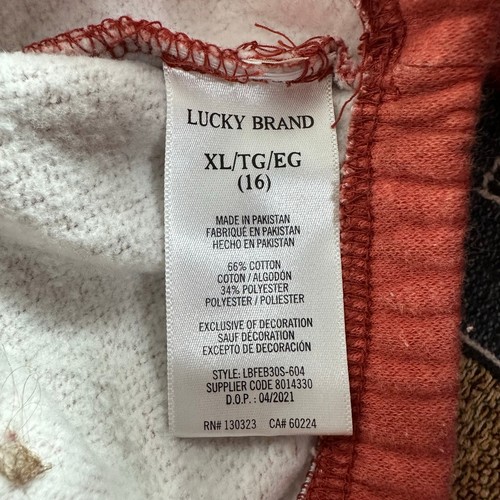 LUCKY BRAND
XL/TG/EG
(16)
MADE IN PAKISTAN
FABRIQUÉ EN PAKISTAN
HECHO EN PAKISTAN
66% COTTON
COTON / ALGODÓN
34% POLYESTER
POLYESTER / POLIESTER
EXCLUSIVE OF DECORATION
SAUF DÉCORATION
EXCEPTO DE DECORACIÓN
STYLE: LBFEB30S-604
SUPPLIER CODE 8014330
D.O.P. : 04/2021
RN# 130323 CA# 60224